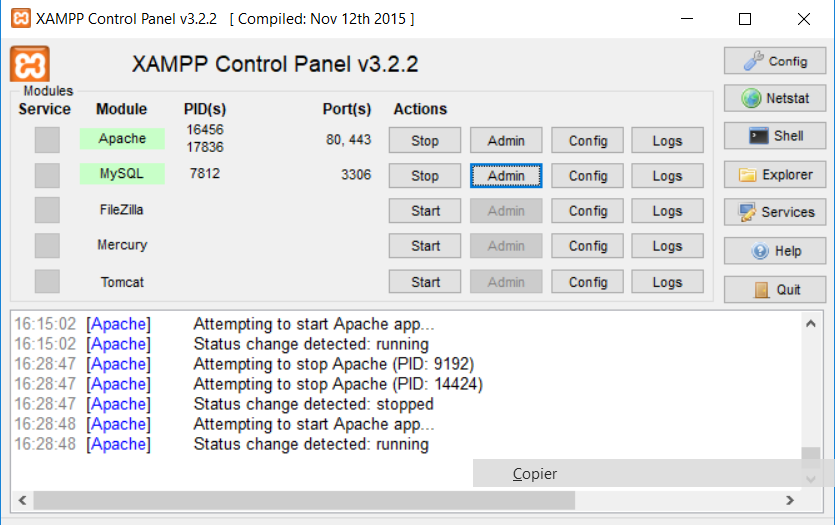 XAMPP Control Panel v3.2.2 [ Compiled: Nov 12th 2015 ]
XAMPP Control Panel v3.2.2
Config
Modules
Service Module PID(s) Port(s) Actions
Netstat
Apache 16456 17836 80, 443 Stop Admin Config Logs
Shell
MySQL 7812 3306 Stop Admin Config Logs
Explorer
FileZilla Start Admin Config Logs
Services
Mercury Start Admin Config Logs
Help
Tomcat Start Admin Config Logs
Quit
16:15:02 [Apache] Attempting to start Apache app...
16:15:02 [Apache] Status change detected: running
16:28:47 [Apache] Attempting to stop Apache (PID: 9192)
16:28:47 [Apache] Attempting to stop Apache (PID: 14424)
16:28:47 [Apache] Status change detected: stopped
16:28:48 [Apache] Attempting to start Apache app...
16:28:48 [Apache] Status change detected: running
Copier